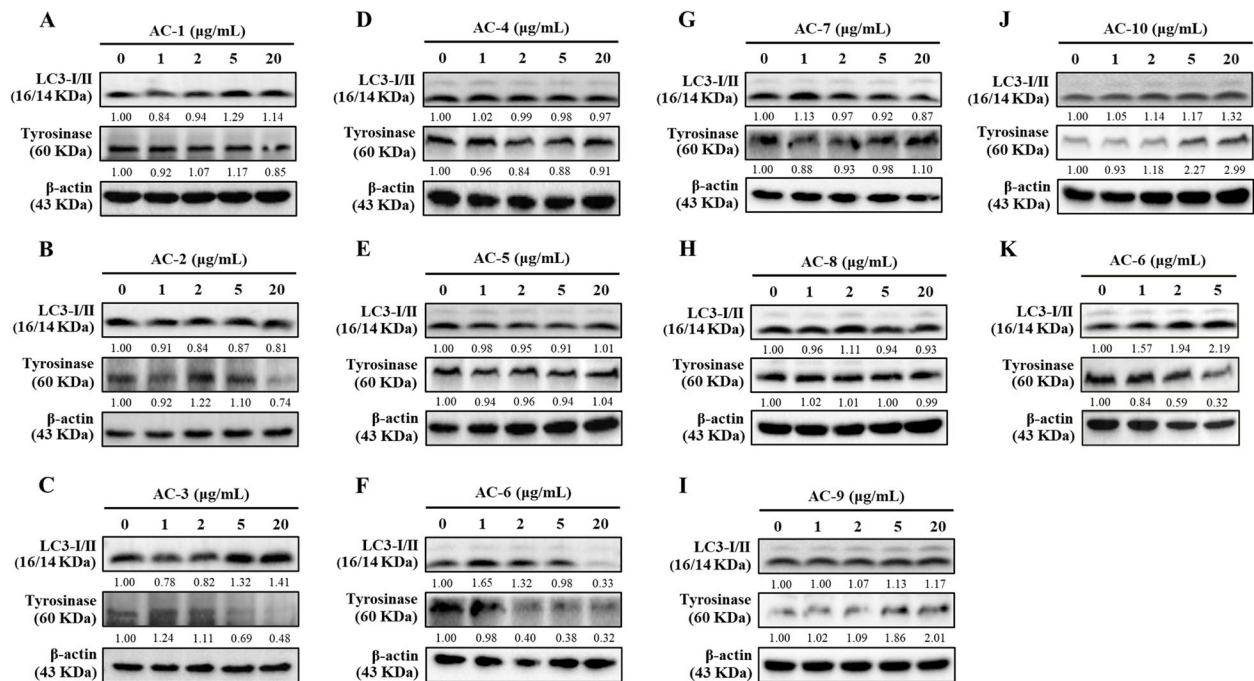 A
AC-1 (µg/mL)
0 1 2 5 20
LC3-I/II
(16/14 KDa)
1.00 0.84 0.94 1.29 1.14
Tyrosinase
(60 KDa)
1.00 0.92 1.07 1.17 0.85
β-actin
(43 KDa)
B
AC-2 (µg/mL)
0 1 2 5 20
LC3-I/II
(16/14 KDa)
1.00 0.91 0.84 0.87 0.81
Tyrosinase
(60 KDa)
1.00 0.92 1.22 1.10 0.74
β-actin
(43 KDa)
C
AC-3 (µg/mL)
0 1 2 5 20
LC3-I/II
(16/14 KDa)
1.00 0.78 0.82 1.32 1.41
Tyrosinase
(60 KDa)
1.00 1.24 1.11 0.69 0.48
β-actin
(43 KDa)
D
AC-4 (µg/mL)
0 1 2 5 20
LC3-I/II
(16/14 KDa)
1.00 1.02 0.99 0.98 0.97
Tyrosinase
(60 KDa)
1.00 0.96 0.84 0.88 0.91
β-actin
(43 KDa)
E
AC-5 (µg/mL)
0 1 2 5 20
LC3-I/II
(16/14 KDa)
1.00 0.98 0.95 0.91 1.01
Tyrosinase
(60 KDa)
1.00 0.94 0.96 0.94 1.04
β-actin
(43 KDa)
F
AC-6 (µg/mL)
0 1 2 5 20
LC3-I/II
(16/14 KDa)
1.00 1.65 1.32 0.98 0.33
Tyrosinase
(60 KDa)
1.00 0.98 0.40 0.38 0.32
β-actin
(43 KDa)
G
AC-7 (µg/mL)
0 1 2 5 20
LC3-I/II
(16/14 KDa)
1.00 1.13 0.97 0.92 0.87
Tyrosinase
(60 KDa)
1.00 0.88 0.93 0.98 1.10
β-actin
(43 KDa)
H
AC-8 (µg/mL)
0 1 2 5 20
LC3-I/II
(16/14 KDa)
1.00 0.96 1.11 0.94 0.93
Tyrosinase
(60 KDa)
1.00 1.02 1.01 1.00 0.99
β-actin
(43 KDa)
I
AC-9 (µg/mL)
0 1 2 5 20
LC3-I/II
(16/14 KDa)
1.00 1.00 1.07 1.13 1.17
Tyrosinase
(60 KDa)
1.00 1.02 1.09 1.86 2.01
β-actin
(43 KDa)
J
AC-10 (µg/mL)
0 1 2 5 20
LC3-I/II
(16/14 KDa)
1.00 1.05 1.14 1.17 1.32
Tyrosinase
(60 KDa)
1.00 0.93 1.18 2.27 2.99
β-actin
(43 KDa)
K
AC-6 (µg/mL)
0 1 2 5
LC3-I/II
(16/14 KDa)
1.00 1.57 1.94 2.19
Tyrosinase
(60 KDa)
1.00 0.84 0.59 0.32
β-actin
(43 KDa)